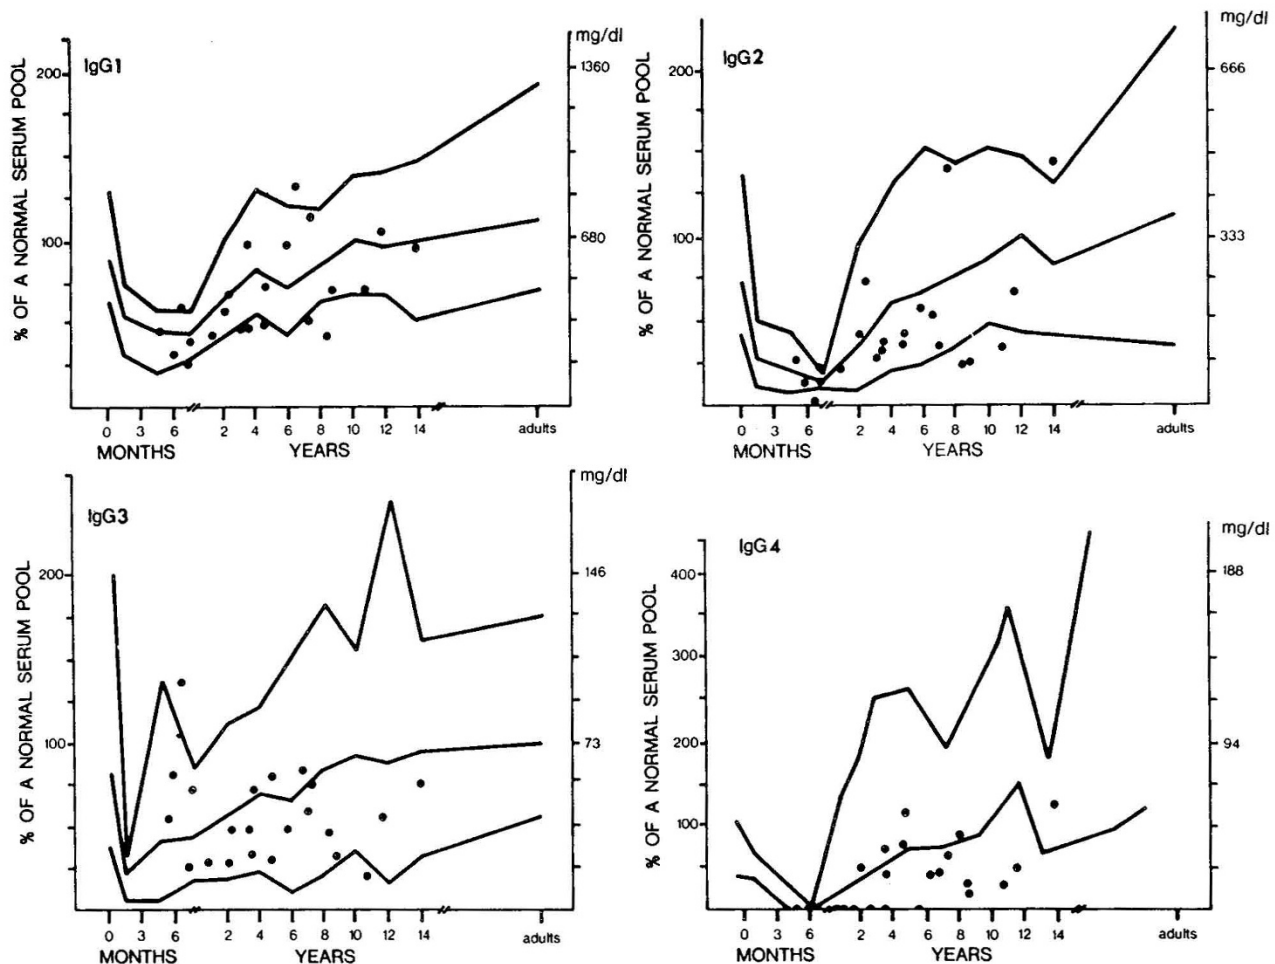 mg/dl
IgG1
200
1360
100
680
% OF A NORMAL SERUM POOL
0 3 6 2 4 6 8 10 12 14 adults
MONTHS YEARS
mg/dl
IgG2
200
666
100
333
% OF A NORMAL SERUM POOL
0 3 6 2 4 6 8 10 12 14 adults
MONTHS YEARS
mg/dl
IgG3
200
146
100
73
% OF A NORMAL SERUM POOL
0 3 6 2 4 6 8 10 12 14 adults
MONTHS YEARS
mg/dl
IgG4
400
188
300
200
94
100
0
% OF A NORMAL SERUM POOL
0 3 6 2 4 6 8 10 12 14 adults
MONTHS YEARS